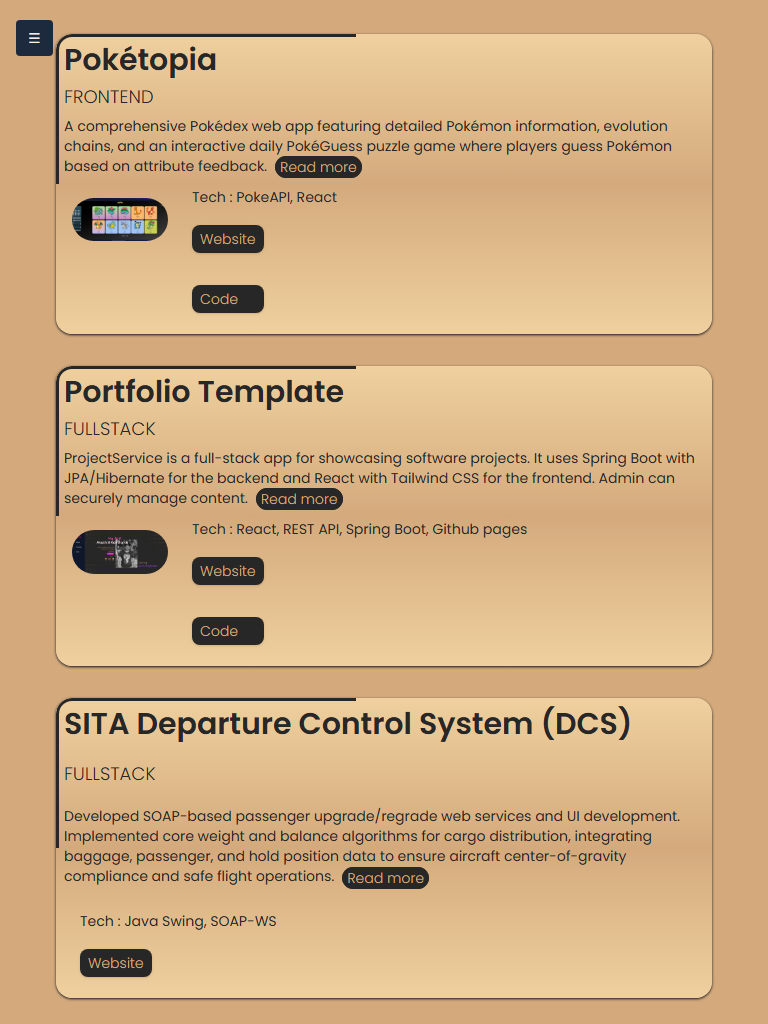 ☰
Pokétopia
FRONTEND
A comprehensive Pokédex web app featuring detailed Pokémon information, evolution
chains, and an interactive daily PokéGuess puzzle game where players guess Pokémon
based on attribute feedback. Read more
Tech : PokeAPI, React
Website
Code
Portfolio Template
FULLSTACK
ProjectService is a full-stack app for showcasing software projects. It uses Spring Boot with
JPA/Hibernate for the backend and React with Tailwind CSS for the frontend. Admin can
securely manage content. Read more
Tech : React, REST API, Spring Boot, Github pages
Website
Code
SITA Departure Control System (DCS)
FULLSTACK
Developed SOAP-based passenger upgrade/regrade web services and UI development.
Implemented core weight and balance algorithms for cargo distribution, integrating
baggage, passenger, and hold position data to ensure aircraft center-of-gravity
compliance and safe flight operations. Read more
Tech : Java Swing, SOAP-WS
Website